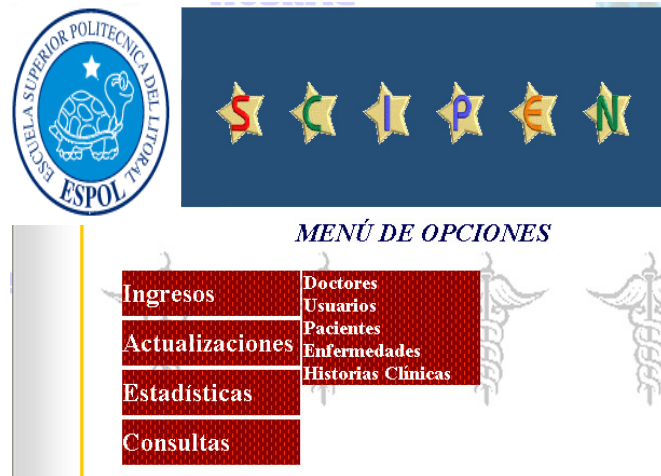 ESCUELA SUPERIOR POLITECNICA DEL LITORAL
ESPOL
S C I P E N
MENÚ DE OPCIONES
Ingresos
Actualizaciones
Estadísticas
Consultas
Doctores
Usuarios
Pacientes
Enfermedades
Historias Clínicas